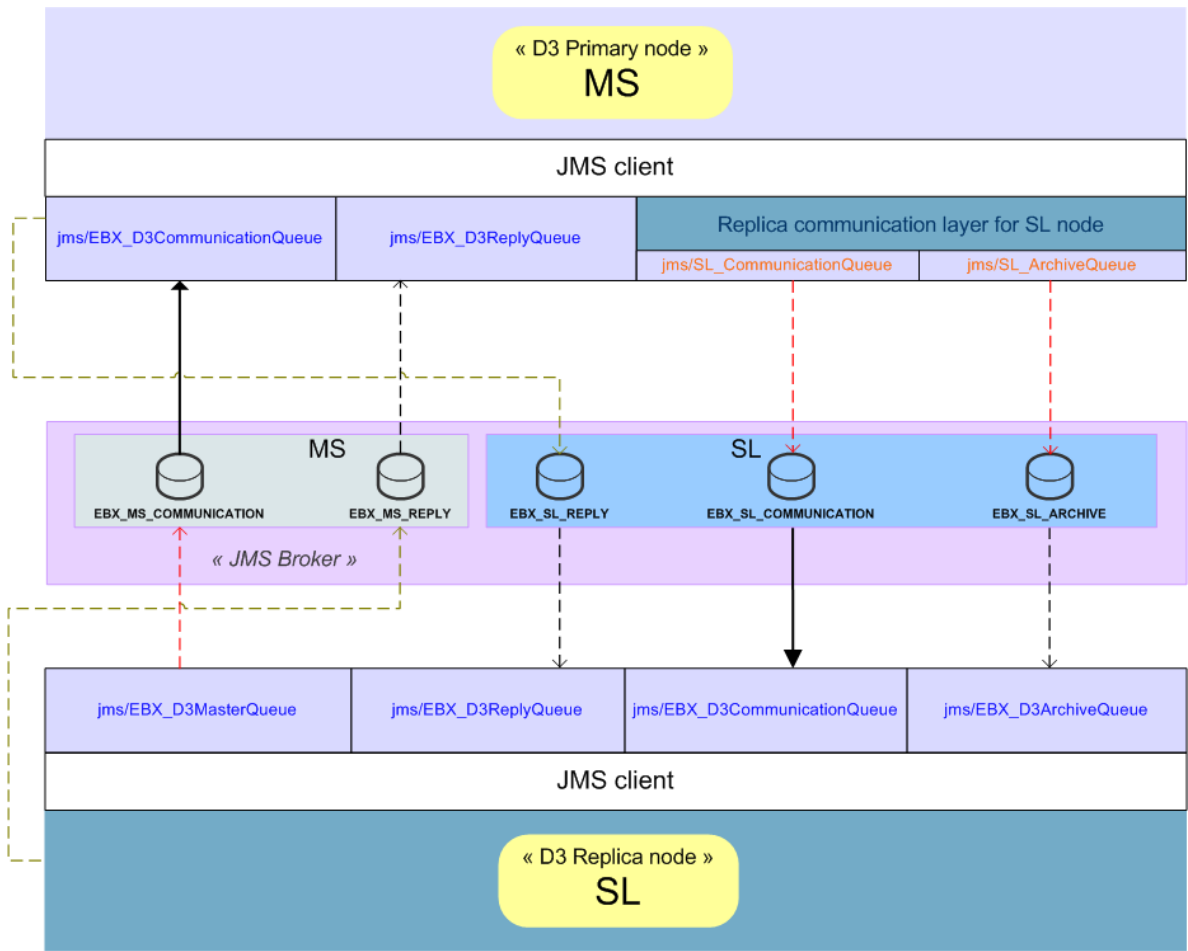 « D3 Primary node »
MS
JMS client
jms/EBX_D3CommunicationQueue
jms/EBX_D3ReplyQueue
Replica communication layer for SL node
jms/SL_CommunicationQueue
jms/SL_ArchiveQueue
MS
SL
EBX_MS_COMMUNICATION
EBX_MS_REPLY
EBX_SL_REPLY
EBX_SL_COMMUNICATION
EBX_SL_ARCHIVE
« JMS Broker »
jms/EBX_D3MasterQueue
jms/EBX_D3ReplyQueue
jms/EBX_D3CommunicationQueue
jms/EBX_D3ArchiveQueue
JMS client
« D3 Replica node »
SL